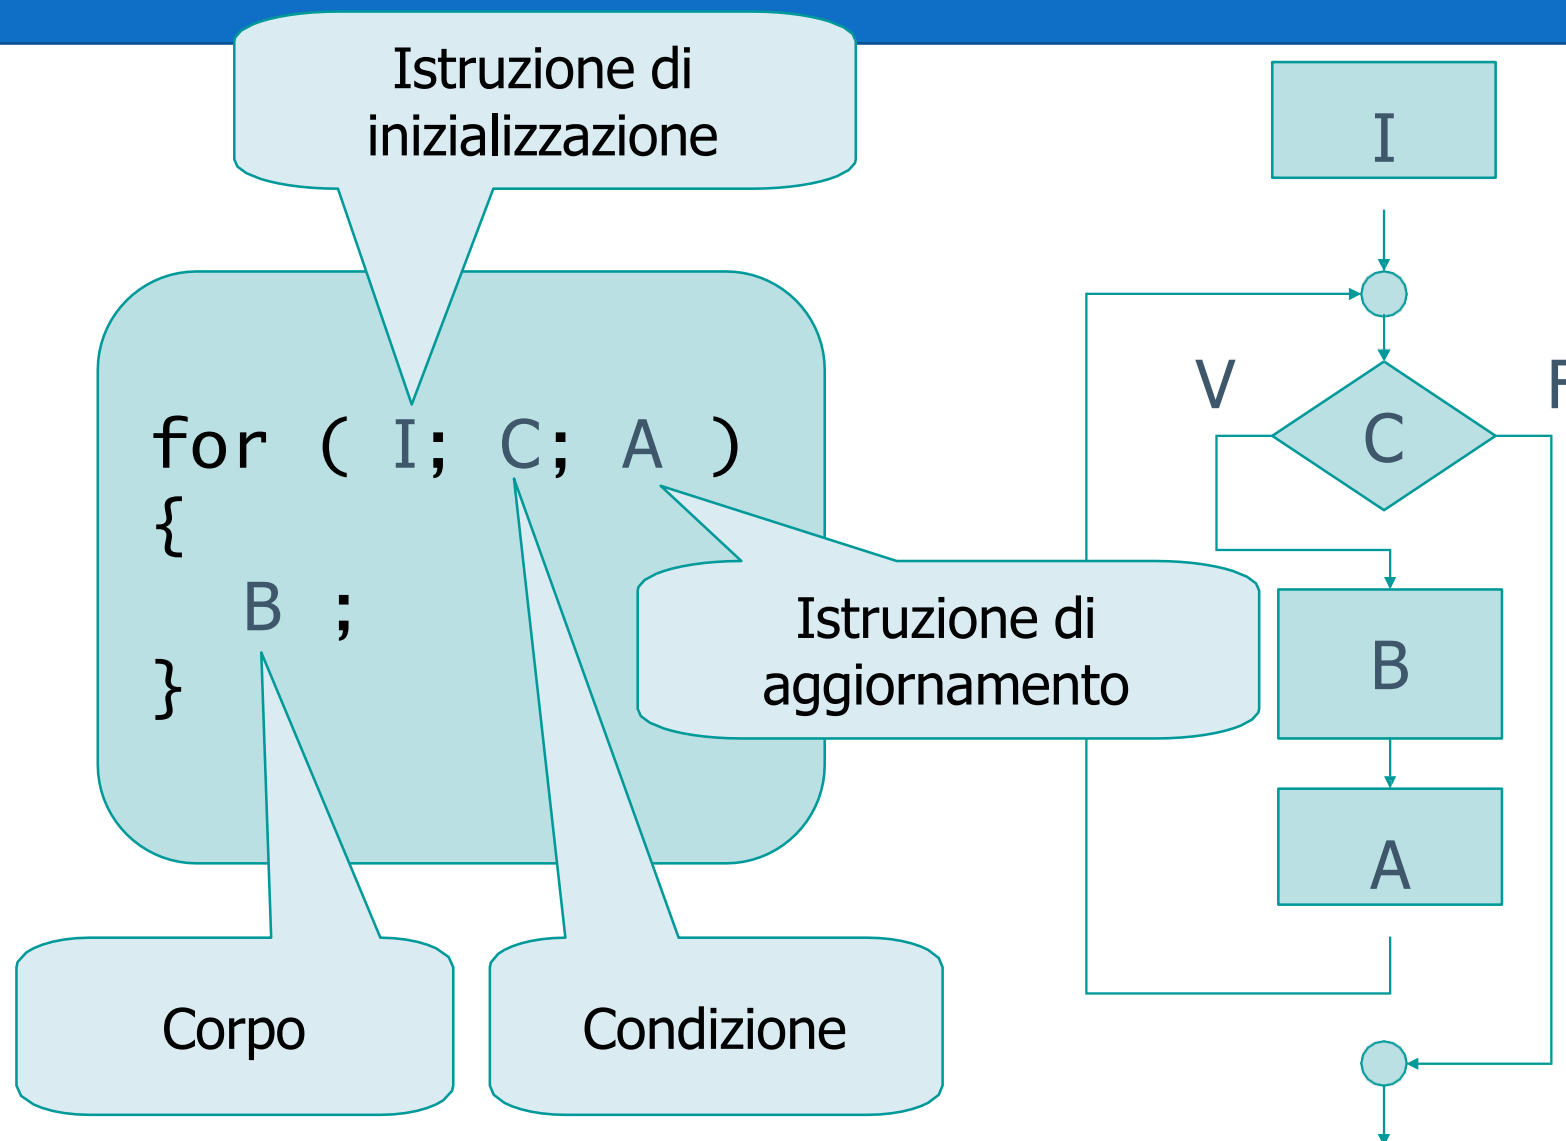 Istruzione di
inizializzazione
for ( I; C; A )
{
B ;
}
Istruzione di
aggiornamento
Corpo
Condizione
I
V
F
C
B
A